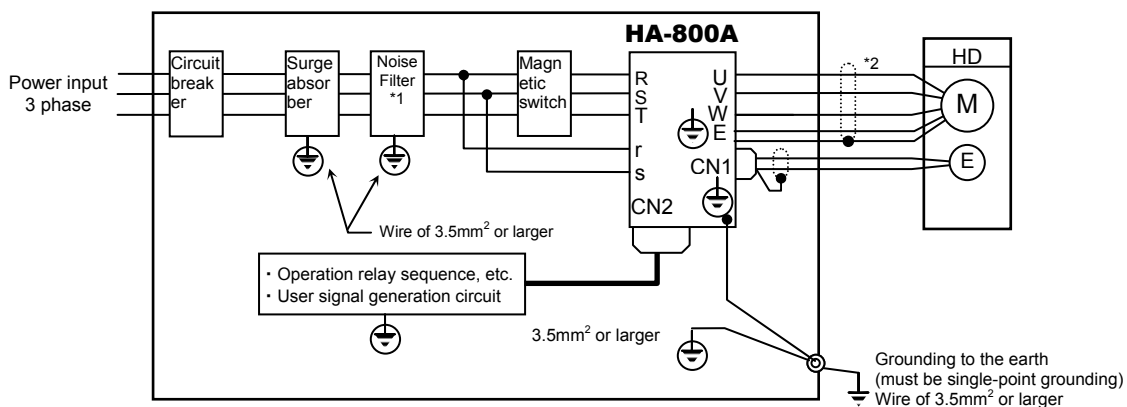 HA-800A
Circuit
break
er
Surge
absor
ber
Noise
Filter
*1
Magn
etic
switch
Power input
3 phase
R
S
T
r
s
U
V
W
E
CN1
CN2
*2
HD
M
E
Wire of 3.5mm² or larger
・Operation relay sequence, etc.
・User signal generation circuit
3.5mm² or larger
Grounding to the earth
(must be single-point grounding)
Wire of 3.5mm² or larger